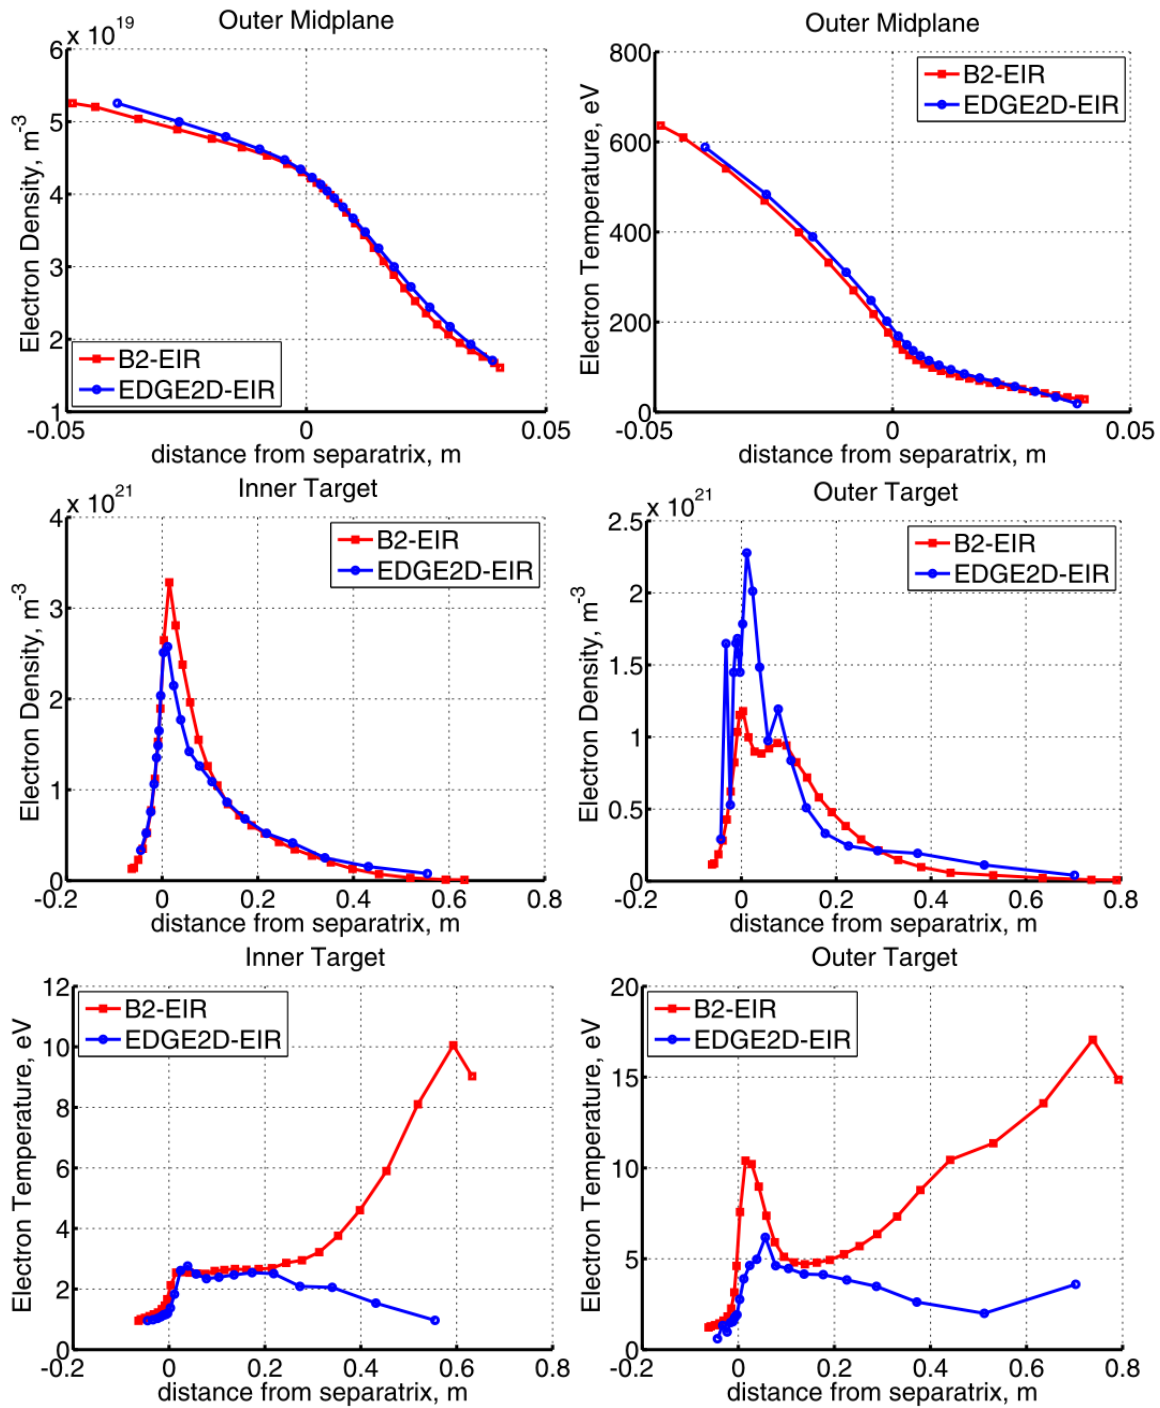 Outer Midplane
x 10^19
6
5
4
3
2
1
Electron Density, m^-3
B2-EIR
EDGE2D-EIR
-0.05
0
0.05
distance from separatrix, m
Outer Midplane
800
600
400
200
0
Electron Temperature, eV
B2-EIR
EDGE2D-EIR
-0.05
0
0.05
distance from separatrix, m
Inner Target
x 10^21
4
3
2
1
0
Electron Density, m^-3
B2-EIR
EDGE2D-EIR
-0.2
0
0.2
0.4
0.6
0.8
distance from separatrix, m
Outer Target
x 10^21
2.5
2
1.5
1
0.5
0
Electron Density, m^-3
B2-EIR
EDGE2D-EIR
-0.2
0
0.2
0.4
0.6
0.8
distance from separatrix, m
Inner Target
12
10
8
6
4
2
0
Electron Temperature, eV
B2-EIR
EDGE2D-EIR
-0.2
0
0.2
0.4
0.6
0.8
distance from separatrix, m
Outer Target
20
15
10
5
0
Electron Temperature, eV
B2-EIR
EDGE2D-EIR
-0.2
0
0.2
0.4
0.6
0.8
distance from separatrix, m